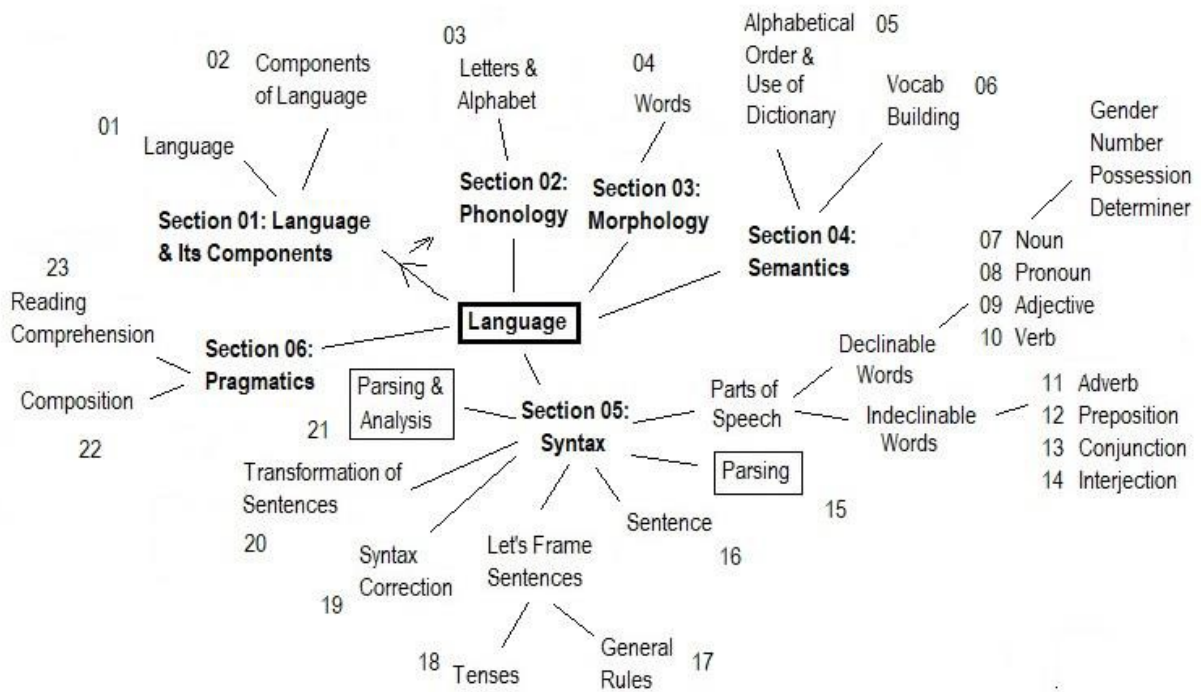 01
Language
02
Components
of Language
Section 01: Language
& Its Components
03
Letters &
Alphabet
Section 02:
Phonology
04
Words
Section 03:
Morphology
Alphabetical 05
Order &
Use of
Dictionary
Vocab 06
Building
Section 04:
Semantics
Language
Gender
Number
Possession
Determiner
07 Noun
08 Pronoun
09 Adjective
10 Verb
Declinable
Words
Parts of
Speech
Indeclinable
Words
11 Adverb
12 Preposition
13 Conjunction
14 Interjection
Section 05:
Syntax
Parsing
15
Sentence
16
Let's Frame
Sentences
General
Rules 17
18 Tenses
Syntax
Correction
19
Transformation of
Sentences
20
Parsing &
Analysis
21
Section 06:
Pragmatics
Composition
22
23
Reading
Comprehension